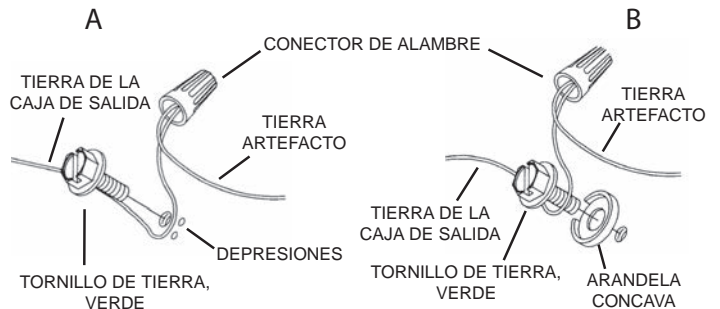 A
B
CONECTOR DE ALAMBRE
TIERRA DE LA
CAJA DE SALIDA
TIERRA
ARTEFACTO
TIERRA
ARTEFACTO
DEPRESIONES
TORNILLO DE TIERRA,
VERDE
TIERRA DE LA
CAJA DE SALIDA
TORNILLO DE TIERRA,
VERDE
ARANDELA
CONCAVA